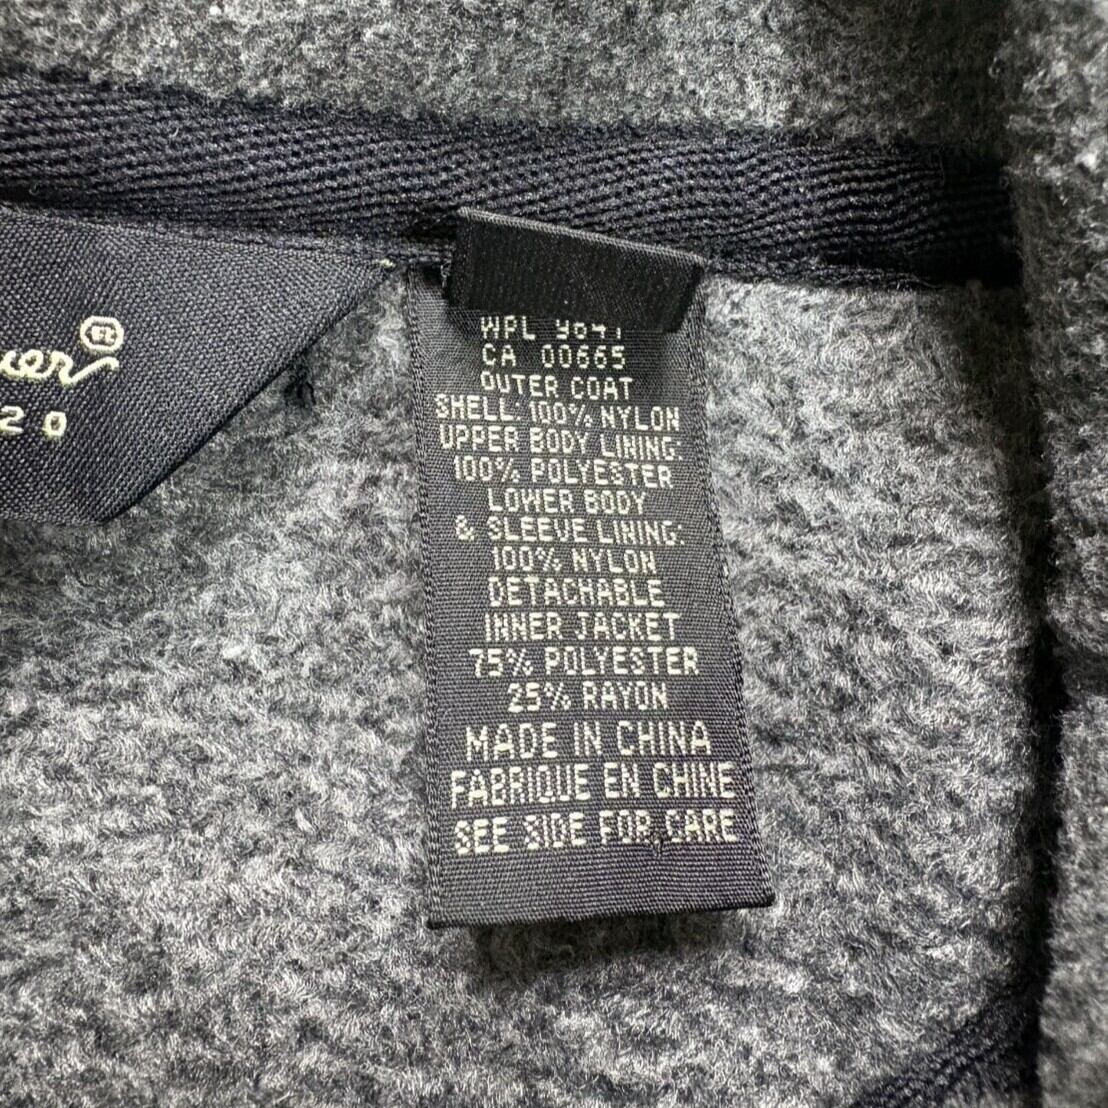 WPL
CA 00665
OUTER COAT
SHELL: 100% NYLON
UPPER BODY LINING:
100% POLYESTER
LOWER BODY
& SLEEVE LINING:
100% NYLON
DETACHABLE
INNER JACKET
75% POLYESTER
25% RAYON
MADE IN CHINA
FABRIQUE EN CHINE
SEE SIDE FOR CARE
20